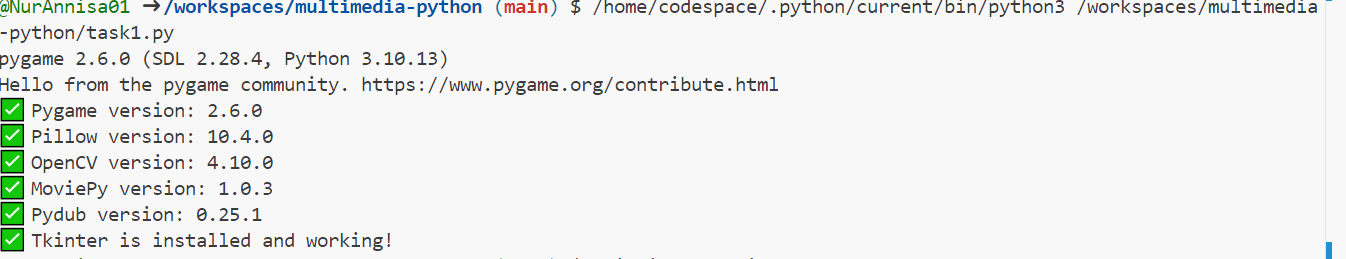 @NurAnnisa01 ➜/workspaces/multimedia-python (main) $ /home/codespace/.python/current/bin/python3 /workspaces/multimedia
-python/task1.py
pygame 2.6.0 (SDL 2.28.4, Python 3.10.13)
Hello from the pygame community. https://www.pygame.org/contribute.html
✅ Pygame version: 2.6.0
✅ Pillow version: 10.4.0
✅ OpenCV version: 4.10.0
✅ MoviePy version: 1.0.3
✅ Pydub version: 0.25.1
✅ Tkinter is installed and working!